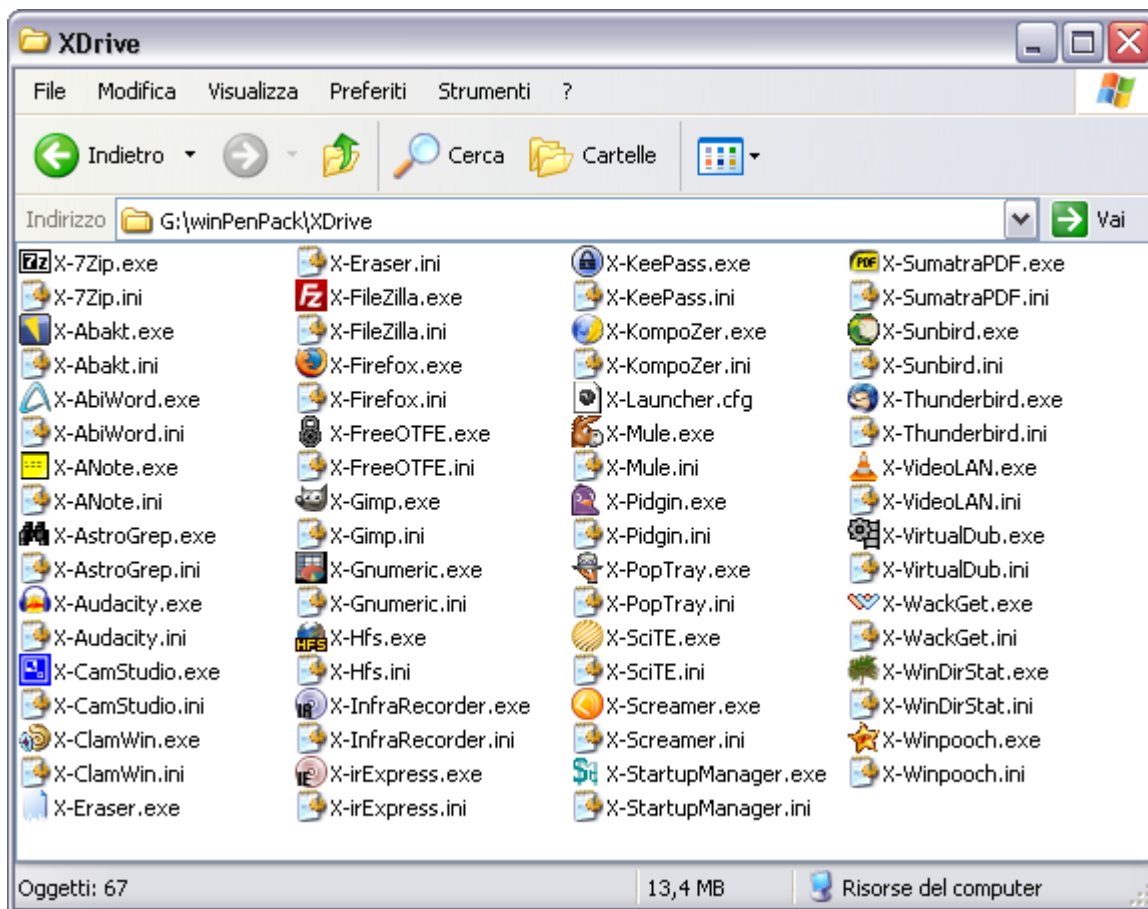 XDrive
File Modifica Visualizza Preferiti Strumenti ?
Indietro Cerca Cartelle
Indirizzo G:\winPenPack\XDrive Vai
X-7Zip.exe
X-7Zip.ini
X-Abakt.exe
X-Abakt.ini
X-AbiWord.exe
X-AbiWord.ini
X-ANote.exe
X-ANote.ini
X-AstroGrep.exe
X-AstroGrep.ini
X-Audacity.exe
X-Audacity.ini
X-CamStudio.exe
X-CamStudio.ini
X-ClamWin.exe
X-ClamWin.ini
X-Eraser.exe
X-Eraser.ini
X-FileZilla.exe
X-FileZilla.ini
X-Firefox.exe
X-Firefox.ini
X-FreeOTFE.exe
X-FreeOTFE.ini
X-Gimp.exe
X-Gimp.ini
X-Gnumeric.exe
X-Gnumeric.ini
X-Hfs.exe
X-Hfs.ini
X-InfraRecorder.exe
X-InfraRecorder.ini
X-irExpress.exe
X-irExpress.ini
X-KeePass.exe
X-KeePass.ini
X-KompoZer.exe
X-KompoZer.ini
X-Launcher.cfg
X-Mule.exe
X-Mule.ini
X-Pidgin.exe
X-Pidgin.ini
X-PopTray.exe
X-PopTray.ini
X-SciTE.exe
X-SciTE.ini
X-Screamer.exe
X-Screamer.ini
X-StartupManager.exe
X-StartupManager.ini
X-SumatraPDF.exe
X-SumatraPDF.ini
X-Sunbird.exe
X-Sunbird.ini
X-Thunderbird.exe
X-Thunderbird.ini
X-VideoLAN.exe
X-VideoLAN.ini
X-VirtualDub.exe
X-VirtualDub.ini
X-WackGet.exe
X-WackGet.ini
X-WinDirStat.exe
X-WinDirStat.ini
X-Winpooch.exe
X-Winpooch.ini
Oggetti: 67 13,4 MB Risorse del computer